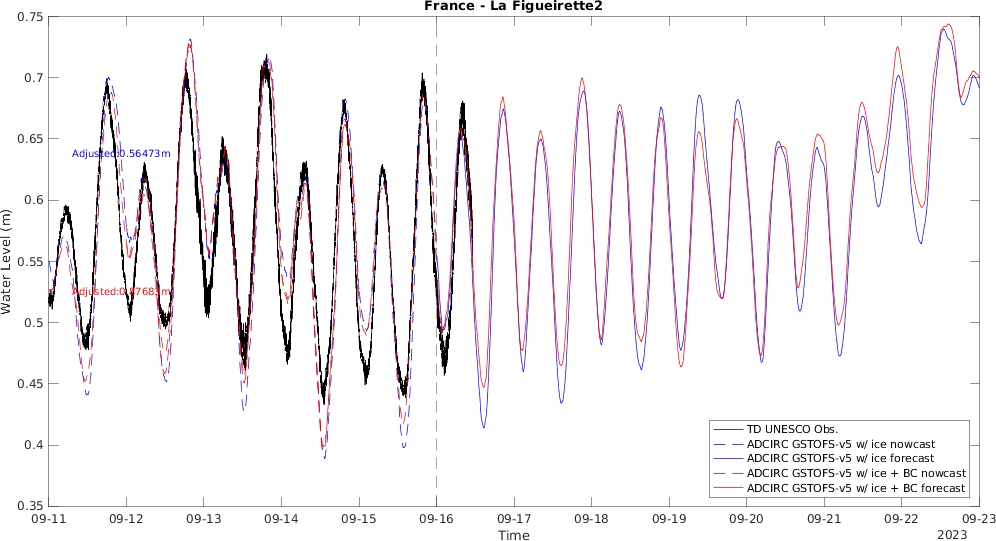 France - La Figueirette2
0.75
0.7
0.65
0.6
0.55
0.5
0.45
0.4
0.35
Water Level (m)
Adjusted:0.56473m
TD UNESCO Obs.
ADCIRC GSTOFS-v5 w/ ice nowcast
ADCIRC GSTOFS-v5 w/ ice forecast
ADCIRC GSTOFS-v5 w/ ice + BC nowcast
ADCIRC GSTOFS-v5 w/ ice + BC forecast
09-11 09-12 09-13 09-14 09-15 09-16 09-17 09-18 09-19 09-20 09-21 09-22 09-23
Time
2023